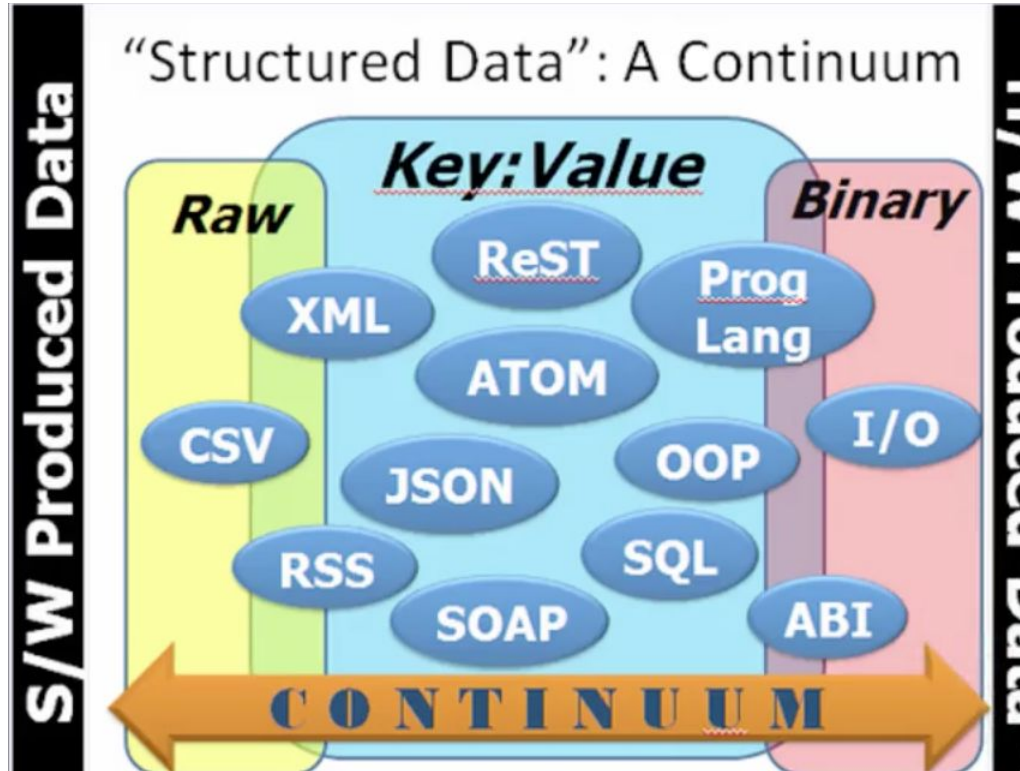 “Structured Data”: A Continuum
S/W Produced Data
Key:Value
Raw
Binary
ReST
Prog
Lang
XML
ATOM
CSV
I/O
OOP
JSON
SQL
RSS
SOAP
ABI
CONTINUUM